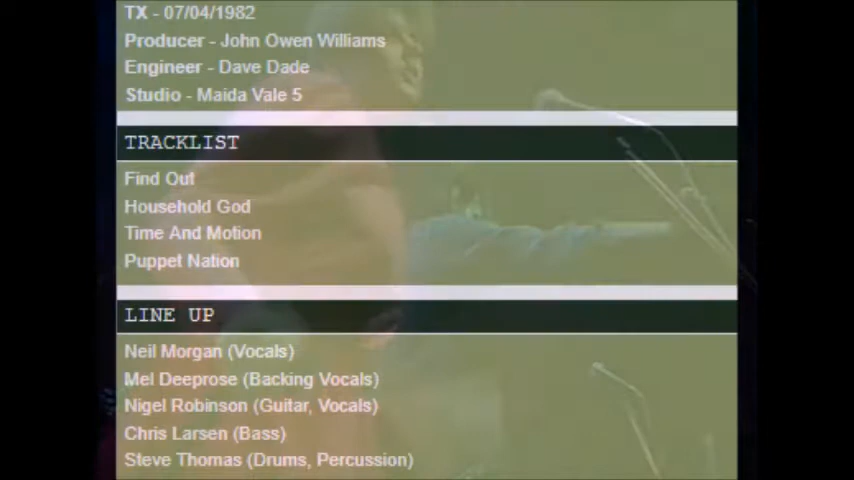 TX - 07/04/1982
Producer - John Owen Williams
Engineer - Dave Dade
Studio - Maida Vale 5
TRACKLIST
Find Out
Household God
Time And Motion
Puppet Nation
LINE UP
Neil Morgan (Vocals)
Mel Deeprose (Backing Vocals)
Nigel Robinson (Guitar, Vocals)
Chris Larsen (Bass)
Steve Thomas (Drums, Percussion)